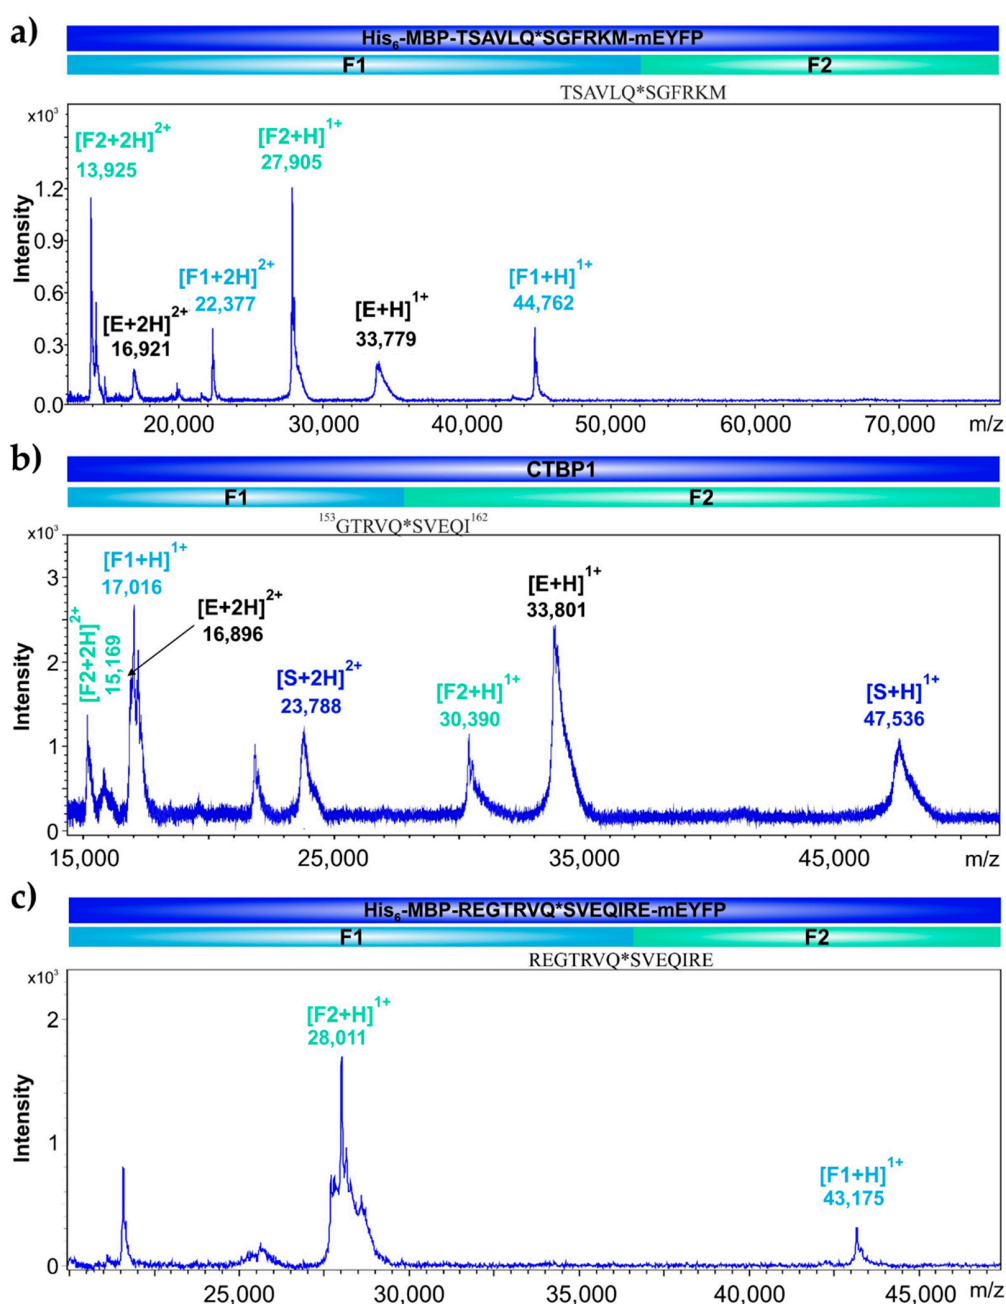 a)
His₆-MBP-TSAVLQ*SGFRKM-mEYFP
F1 F2
TSAVLQ*SGFRKM
x10³
[F2+2H]²⁺
13,925
[F2+H]¹⁺
27,905
1.2
0.9
0.6
0.3
0.0
Intensity
[F1+2H]²⁺
22,377
[F1+H]¹⁺
44,762
[E+2H]²⁺
16,921
[E+H]¹⁺
33,779
20,000 30,000 40,000 50,000 60,000 70,000 m/z
b)
CTBP1
F1 F2
¹⁵³GTRVQ*SVEQI¹⁶²
x10³
[F1+H]¹⁺
17,016
[E+2H]²⁺
16,896
[E+H]¹⁺
33,801
3
2
1
0
Intensity
[F2+2H]²⁺
15,169
[S+2H]²⁺
23,788
[F2+H]¹⁺
30,390
[S+H]¹⁺
47,536
15,000 25,000 35,000 45,000 m/z
c)
His₆-MBP-REGTRVQ*SVEQIRE-mEYFP
F1 F2
REGTRVQ*SVEQIRE
x10³
[F2+H]¹⁺
28,011
2
1
0
Intensity
[F1+H]¹⁺
43,175
25,000 30,000 35,000 40,000 45,000 m/z